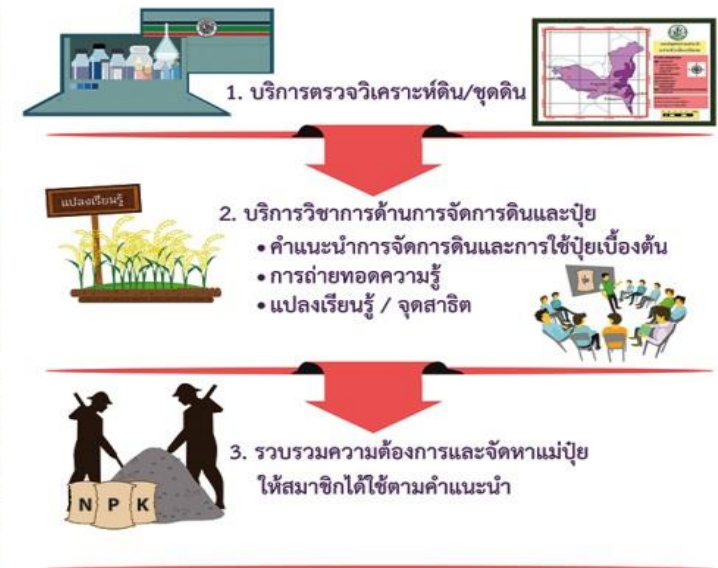 1. บริการตรวจวิเคราะห์ดิน/ชุดดิน
แปลงเรียนรู้
2. บริการวิชาการด้านการจัดการดินและปุ๋ย
• คำแนะนำการจัดการดินและการใช้ปุ๋ยเบื้องต้น
• การถ่ายทอดความรู้
• แปลงเรียนรู้ / จุดสาธิต
ปุ๋ย
3. รวบรวมความต้องการและจัดหาแม่ปุ๋ย
ให้สมาชิกได้ใช้ตามคำแนะนำ
N P K